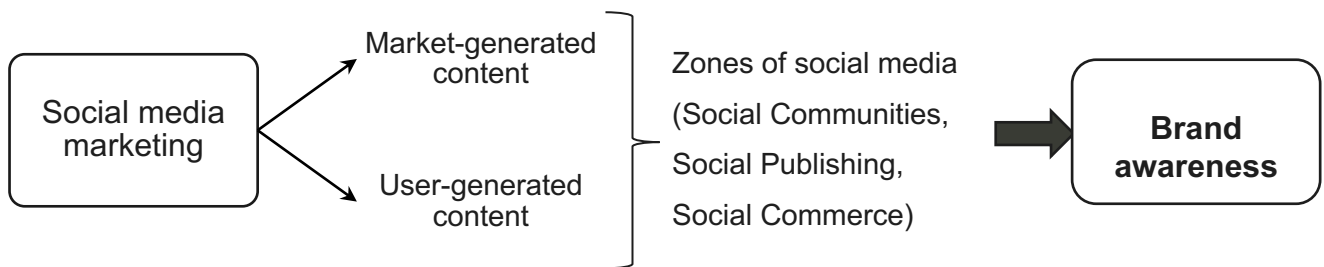 Social media
marketing
Market-generated
content
User-generated
content
Zones of social media
(Social Communities,
Social Publishing,
Social Commerce)
Brand
awareness